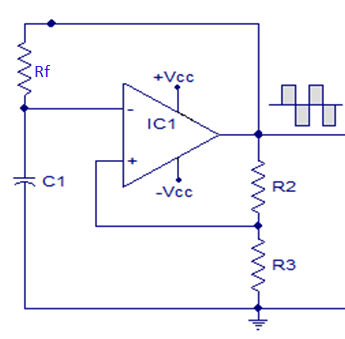 +Vcc
Rf
-
IC1
+
C1
-Vcc
R2
R3